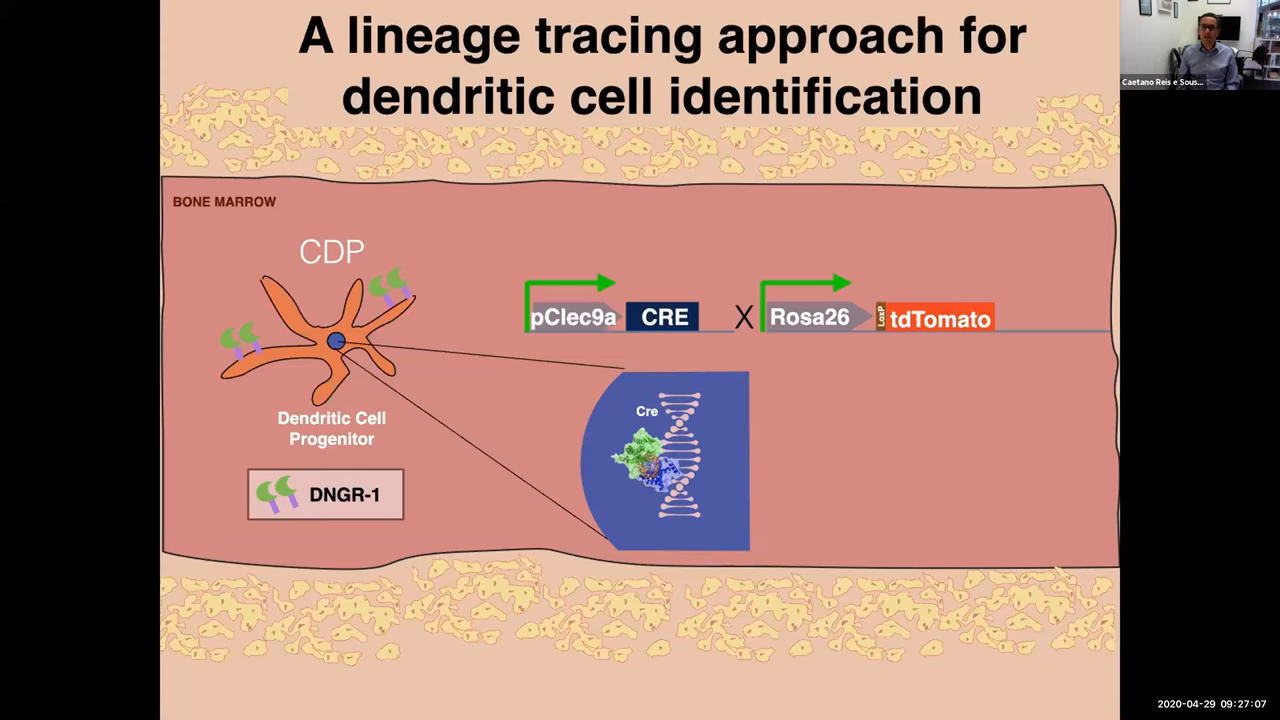 A lineage tracing approach for
dendritic cell identification
Caetano Reis e Sous...
BONE MARROW
CDP
pClec9a CRE X Rosa26 LoxP tdTomato
Cre
Dendritic Cell
Progenitor
DNGR-1
2020-04-29 09:27:07